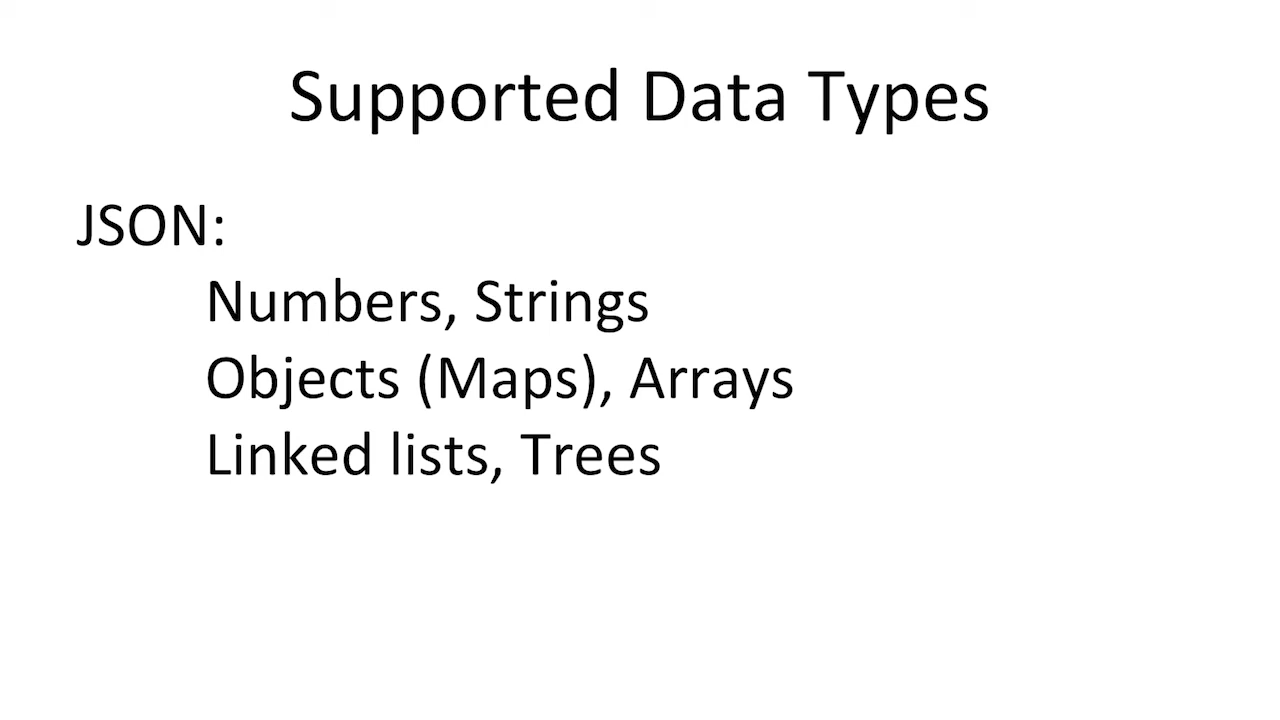 Supported Data Types
JSON:
Numbers, Strings
Objects (Maps), Arrays
Linked lists, Trees